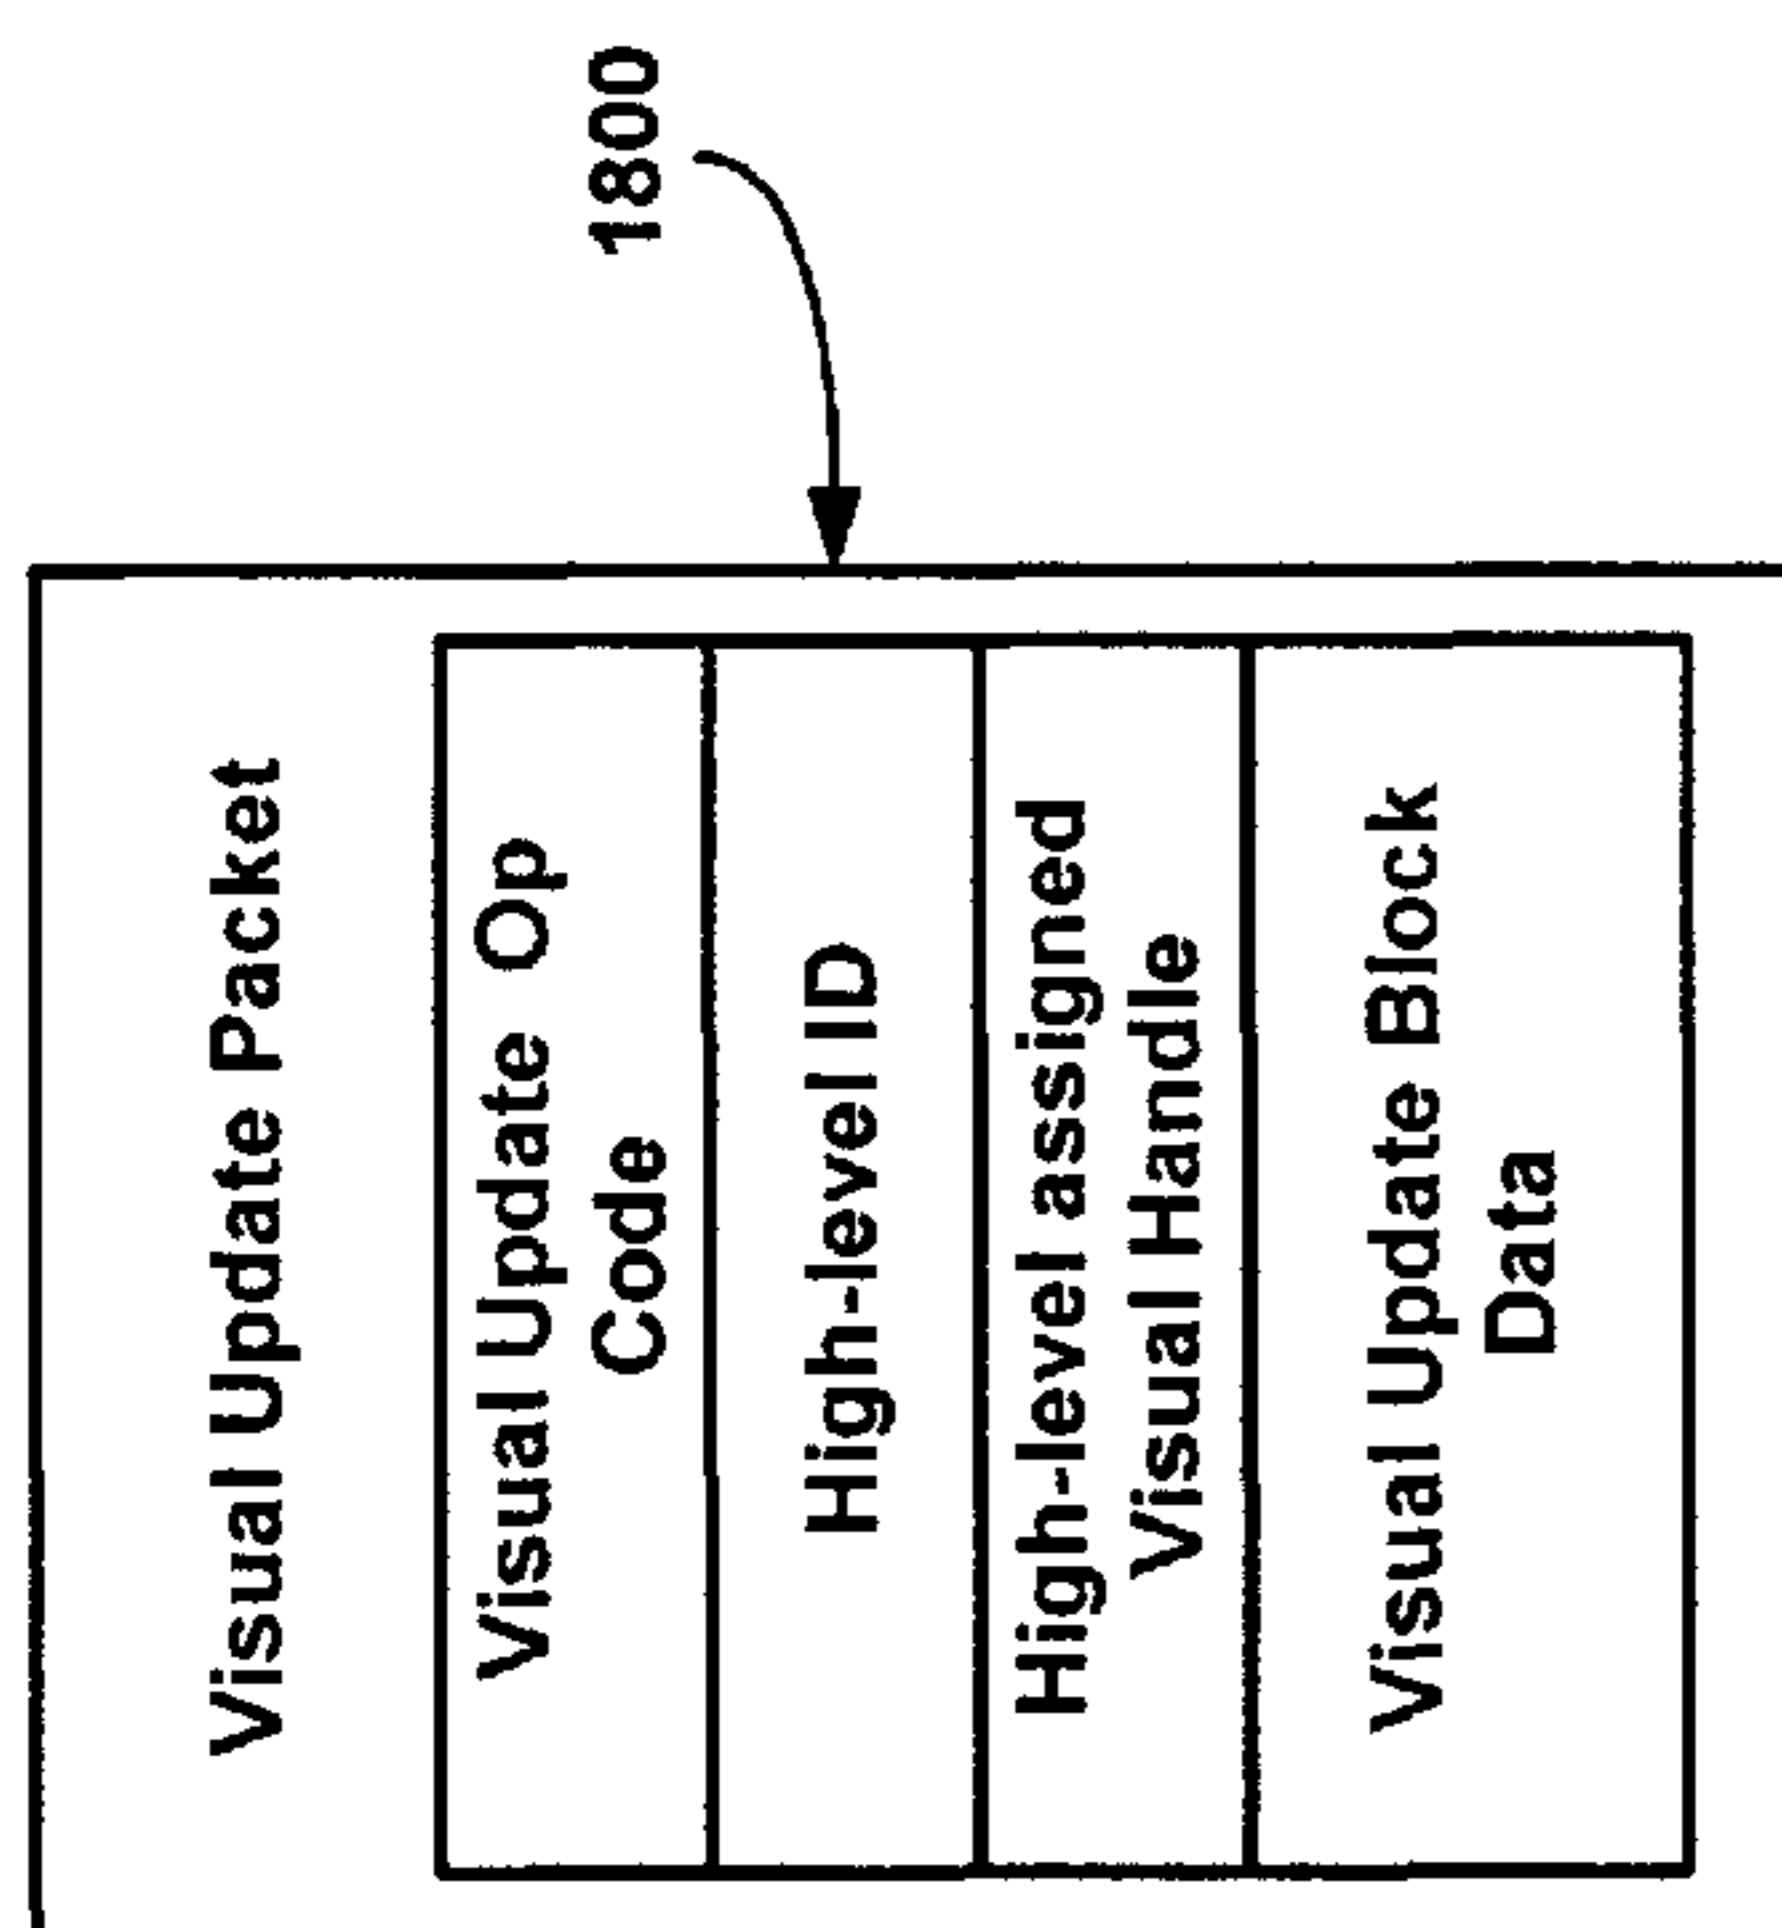 1800
Visual Update Packet
Visual Update Op
Code
High-level ID
High-level assigned
Visual Handle
Visual Update Block
Data